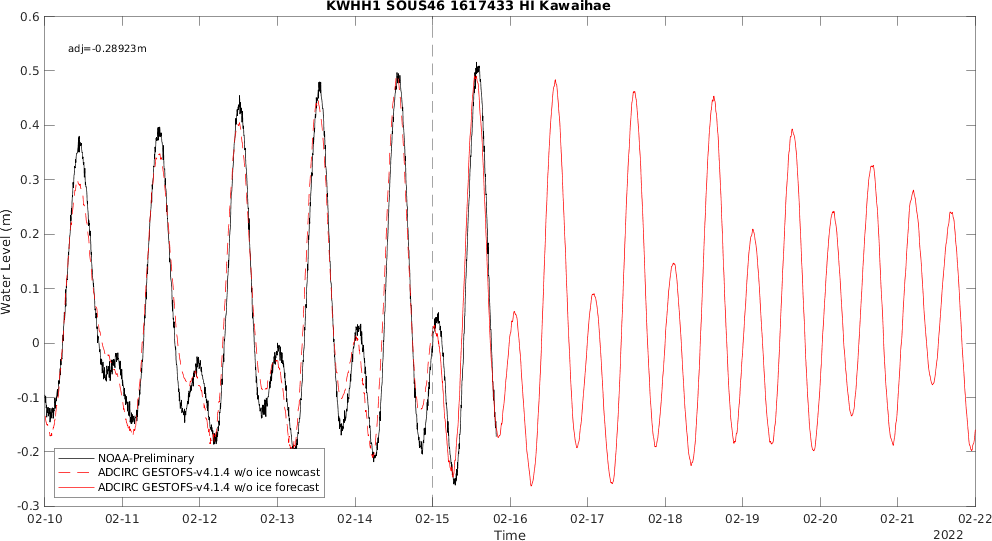 KWHH1 SOUS46 1617433 HI Kawaihae
adj=-0.28923m
0.6
0.5
0.4
0.3
0.2
0.1
0
-0.1
-0.2
-0.3
Water Level (m)
NOAA-Preliminary
ADCIRC GESTOFS-v4.1.4 w/o ice nowcast
ADCIRC GESTOFS-v4.1.4 w/o ice forecast
02-10 02-11 02-12 02-13 02-14 02-15 02-16 02-17 02-18 02-19 02-20 02-21 02-22
Time
2022